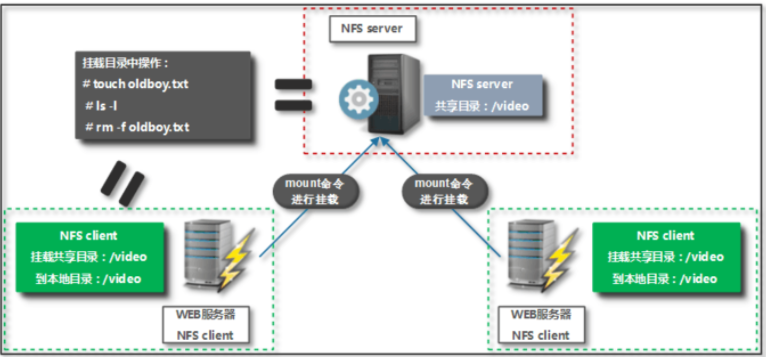 NFS server
挂载目录中操作：
# touch oldboy.txt
# ls -l
# rm -f oldboy.txt
NFS server
共享目录：/video
mount命令
进行挂载
mount命令
进行挂载
NFS client
挂载共享目录：/video
到本地目录：/video
WEB服务器
NFS client
NFS client
挂载共享目录：/video
到本地目录：/video
WEB服务器
NFS client